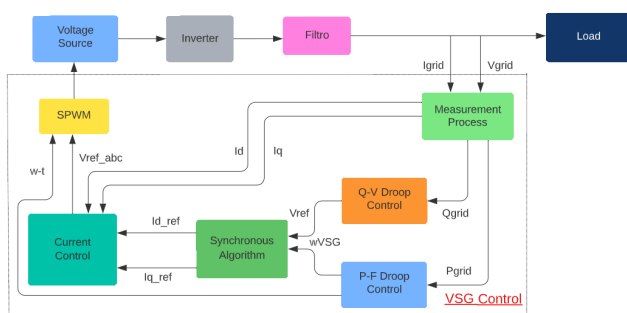 Voltage
Source
Inverter
Filtro
Load
Igrid
Vgrid
SPWM
Measurement
Process
w-t
Vref_abc
Id
Iq
Q-V Droop
Control
Vref
Qgrid
Id_ref
Current
Control
Synchronous
Algorithm
wVSG
Iq_ref
P-F Droop
Control
Pgrid
VSG Control